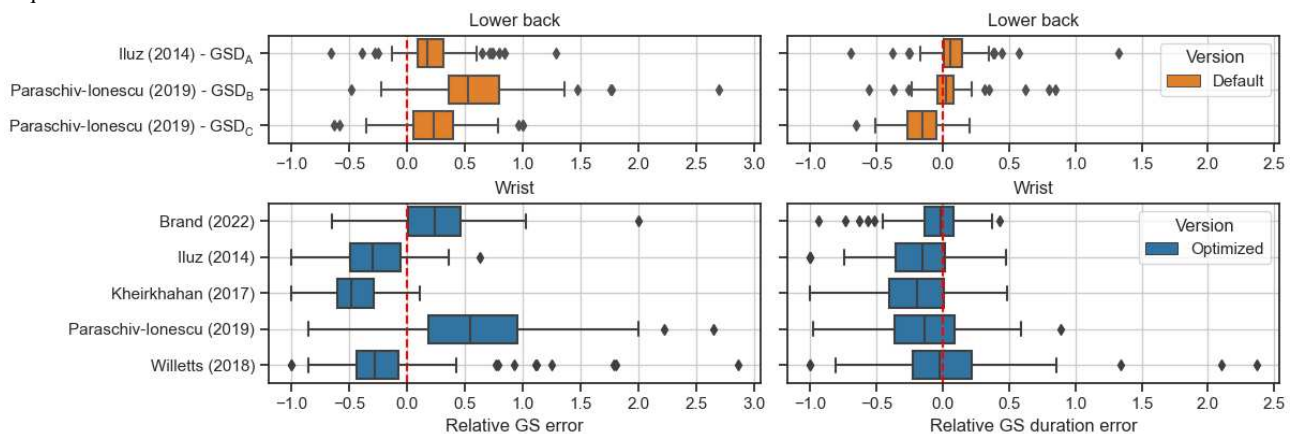 Lower back
Lower back
Iluz (2014) - GSD_A
Paraschiv-Ionescu (2019) - GSD_B
Paraschiv-Ionescu (2019) - GSD_C
Version
Default
−1.0 −0.5 0.0 0.5 1.0 1.5 2.0 2.5 3.0
−1.0 −0.5 0.0 0.5 1.0 1.5 2.0 2.5
Wrist
Wrist
Brand (2022)
Iluz (2014)
Kheirkhahan (2017)
Paraschiv-Ionescu (2019)
Willetts (2018)
Version
Optimized
−1.0 −0.5 0.0 0.5 1.0 1.5 2.0 2.5 3.0
−1.0 −0.5 0.0 0.5 1.0 1.5 2.0 2.5
Relative GS error
Relative GS duration error